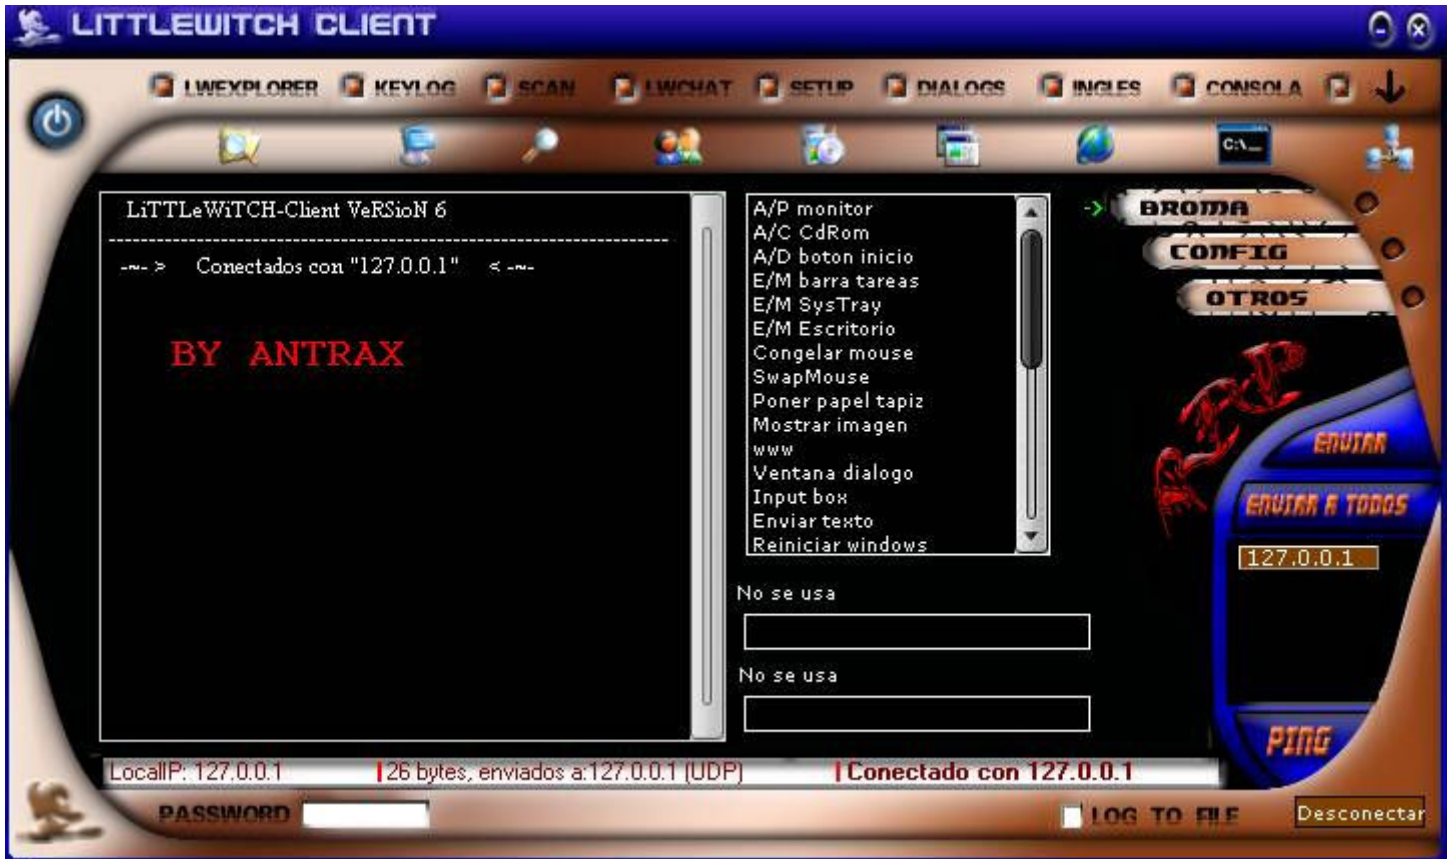 LITTLEWITCH CLIENT
LWEXPLORER KEYLOG SCAN LWCHAT SETUP DIALOGS INGLES CONSOLA
C:\_
LiTTLeWiTCH-Client VeRSioN 6
-~- > Conectados con "127.0.0.1" < -~-
BY ANTRAX
A/P monitor
A/C CdRom
A/D boton inicio
E/M barra tareas
E/M SysTray
E/M Escritorio
Congelar mouse
SwapMouse
Poner papel tapiz
Mostrar imagen
www
Ventana dialogo
Input box
Enviar texto
Reiniciar windows
No se usa
No se usa
-> BROMA
CONFIG
OTROS
ENVIAR
ENVIAR A TODOS
127.0.0.1
PING
LocalIP: 127.0.0.1 26 bytes, enviados a:127.0.0.1 (UDP) Conectado con 127.0.0.1
PASSWORD LOG TO FILE Desconectar